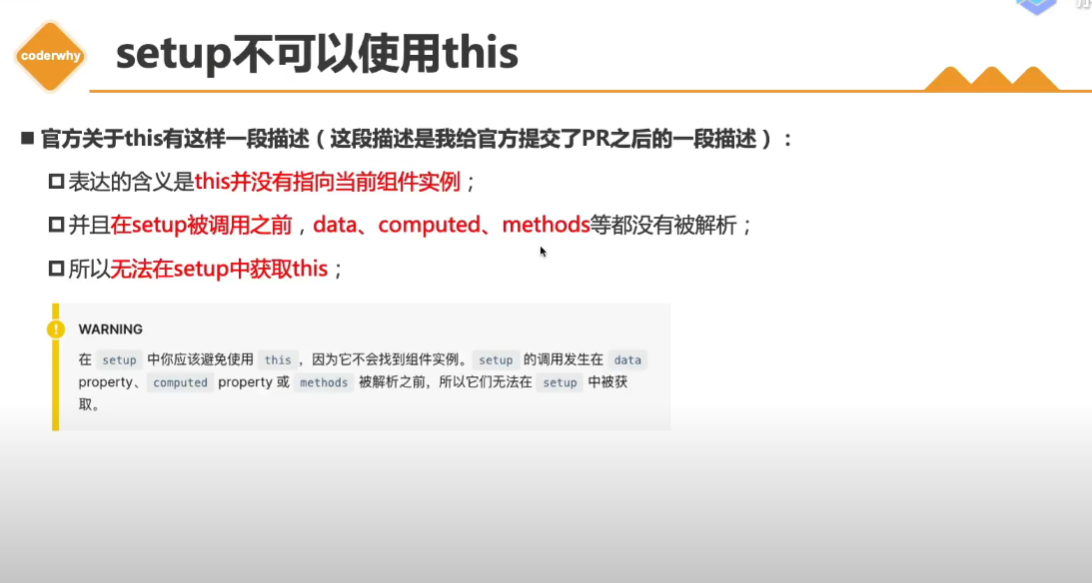 coderwhy
setup不可以使用this
官方关于this有这样一段描述（这段描述是我给官方提交了PR之后的一段描述）：
表达的含义是this并没有指向当前组件实例；
并且在setup被调用之前，data、computed、methods等都没有被解析；
所以无法在setup中获取this；
WARNING
在 setup 中你应该避免使用 this，因为它不会找到组件实例。setup 的调用发生在 data
property、computed property 或 methods 被解析之前，所以它们无法在 setup 中被获
取。